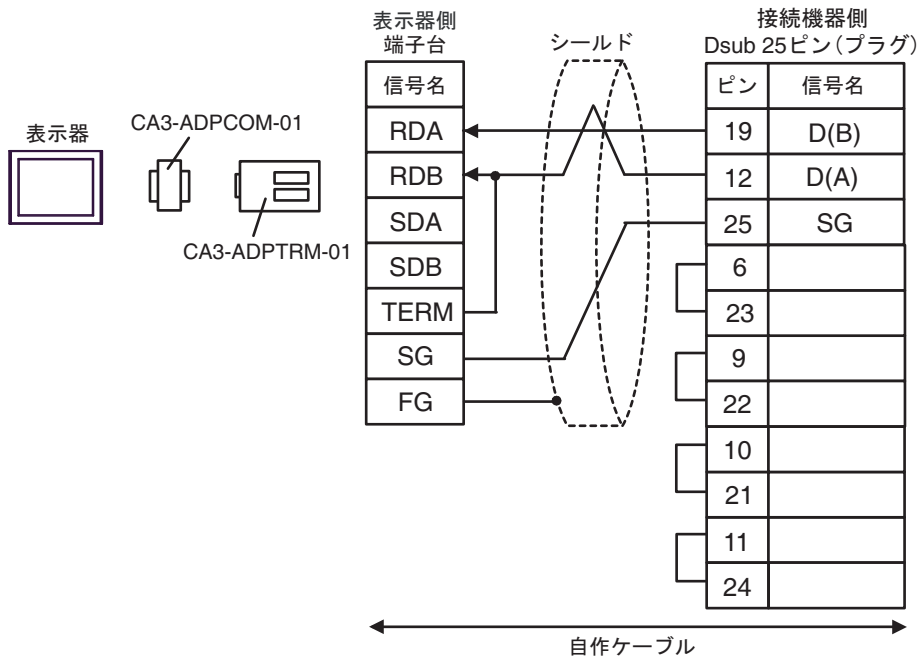 表示器
CA3-ADPCOM-01
CA3-ADPTRM-01
表示器側
端子台
信号名
RDA
RDB
SDA
SDB
TERM
SG
FG
シールド
接続機器側
Dsub 25ピン(プラグ)
ピン 信号名
19 D(B)
12 D(A)
25 SG
6
23
9
22
10
21
11
24
自作ケーブル